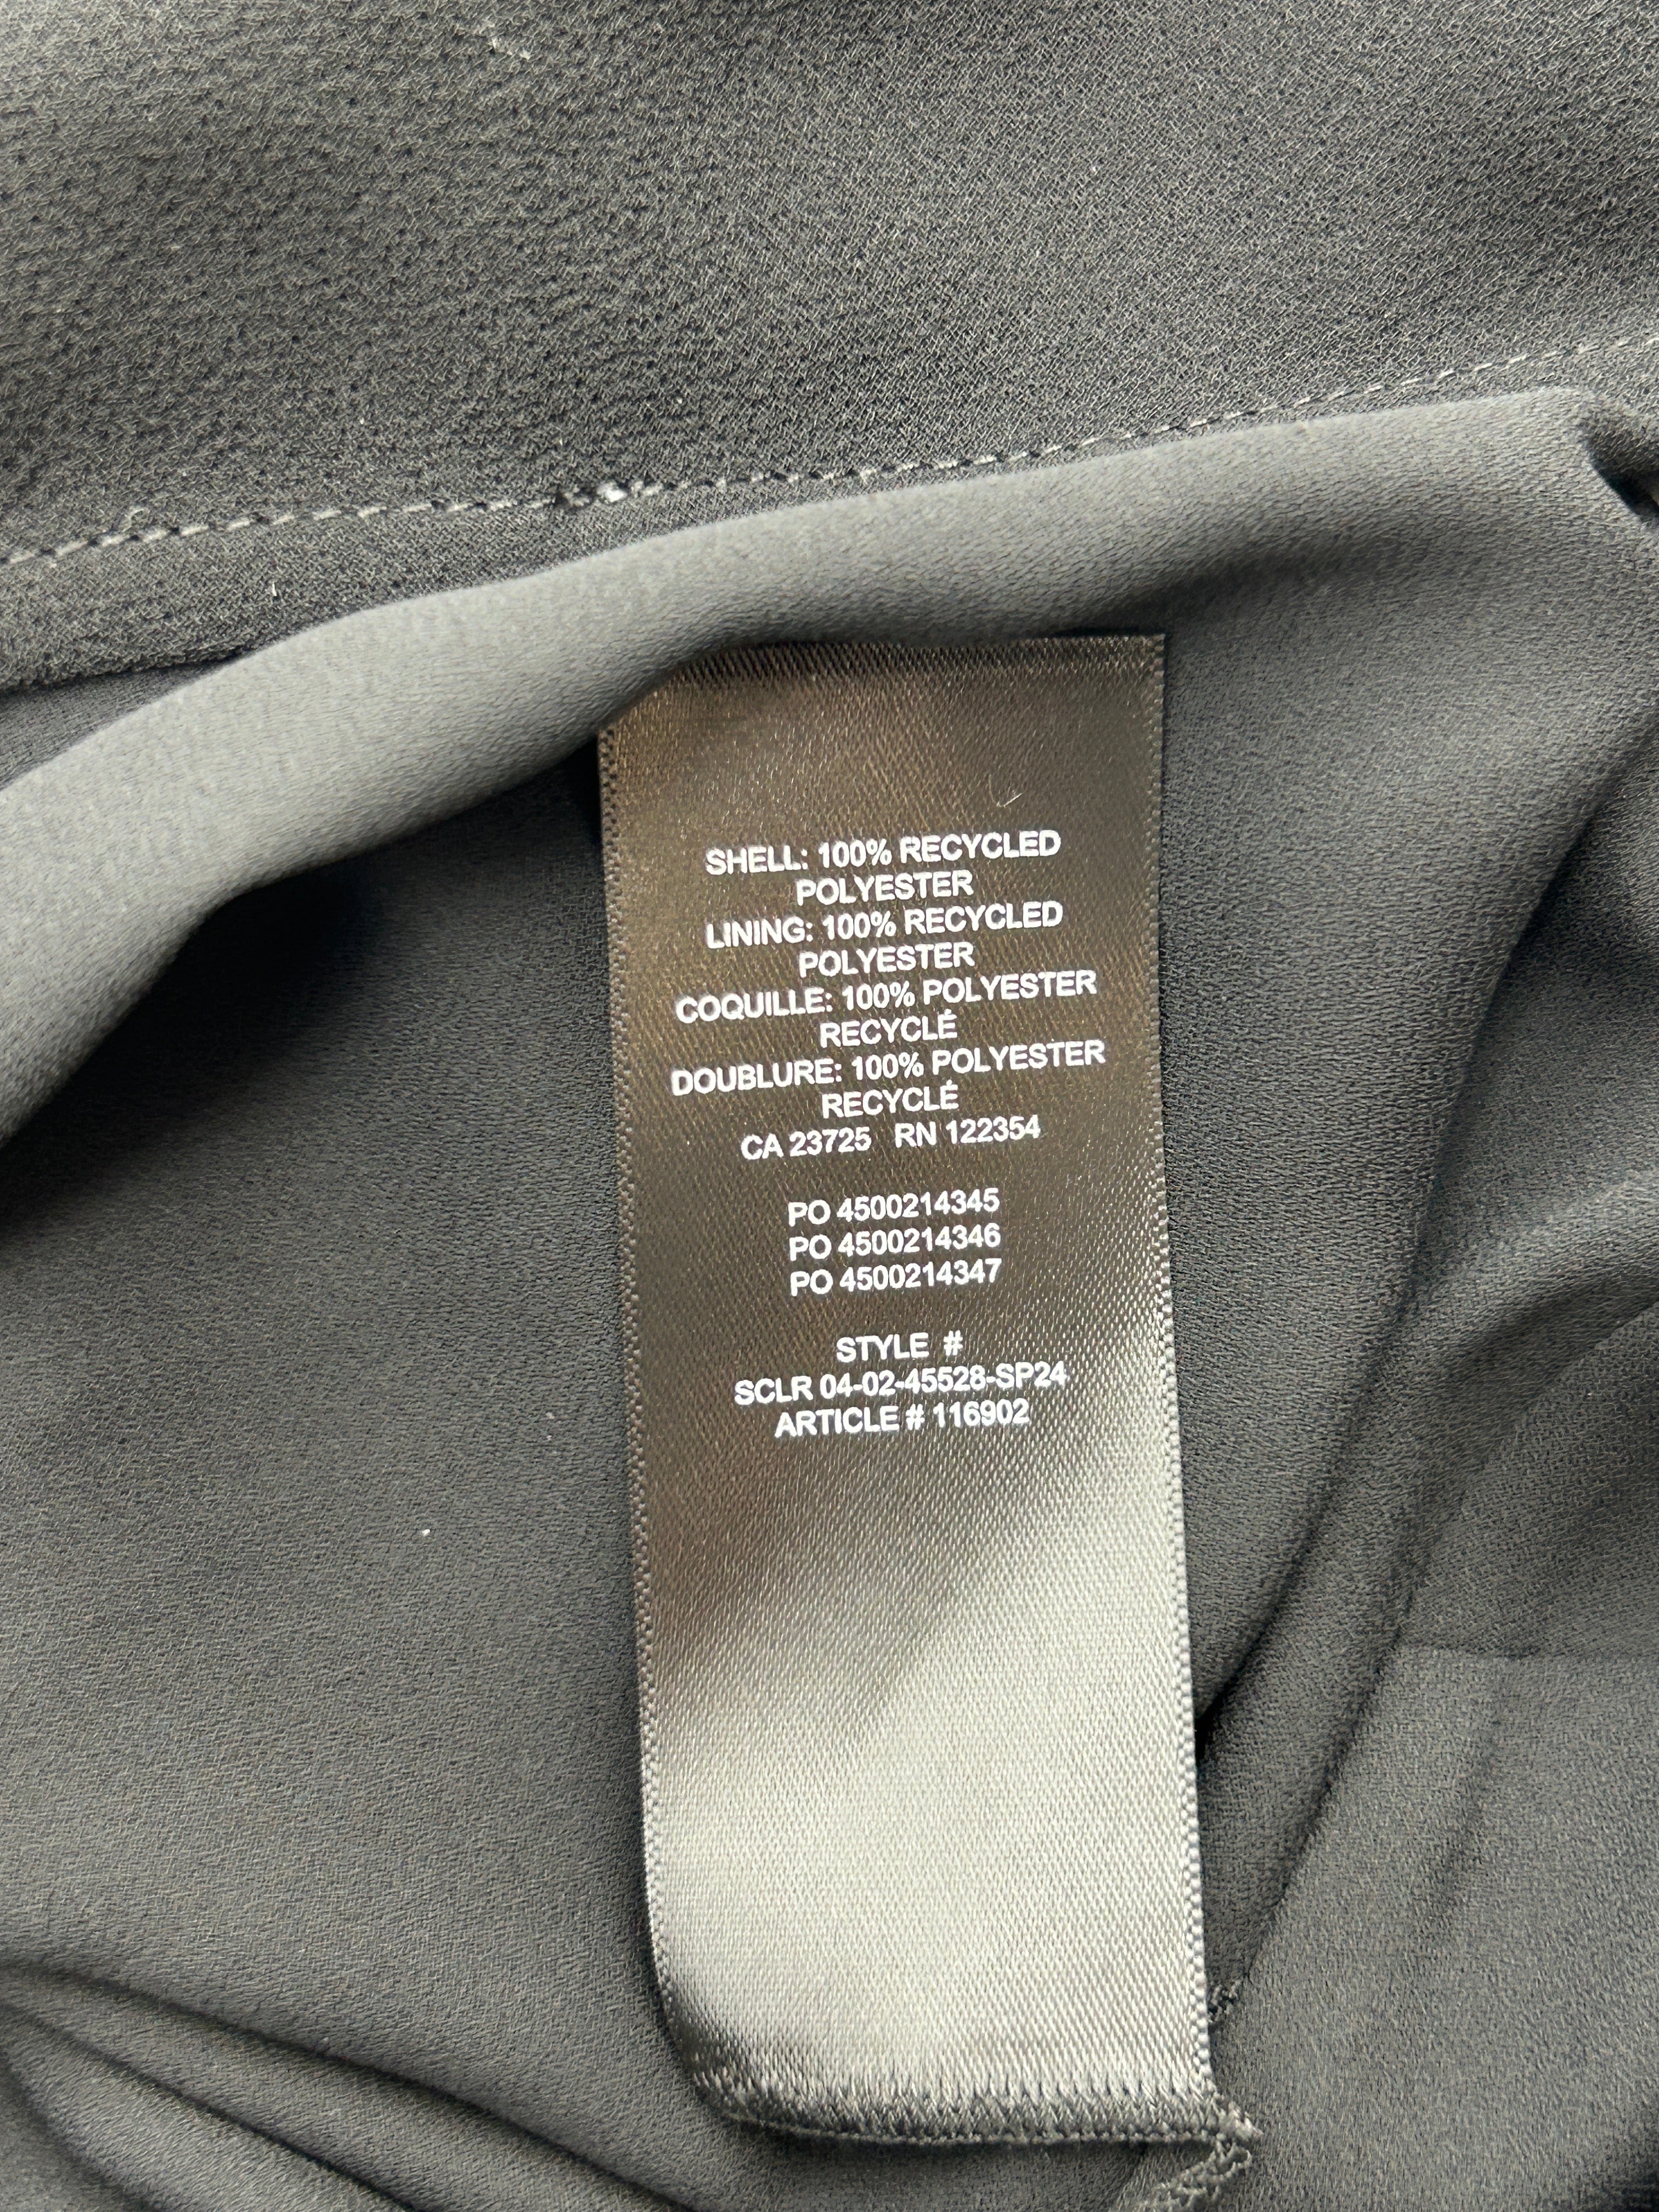 SHELL: 100% RECYCLED
POLYESTER
LINING: 100% RECYCLED
POLYESTER
COQUILLE: 100% POLYESTER
RECYCLÉ
DOUBLURE: 100% POLYESTER
RECYCLÉ
CA 23725 RN 122354
PO 4500214345
PO 4500214346
PO 4500214347
STYLE #
SCLR 04-02-45528-SP24
ARTICLE # 116902